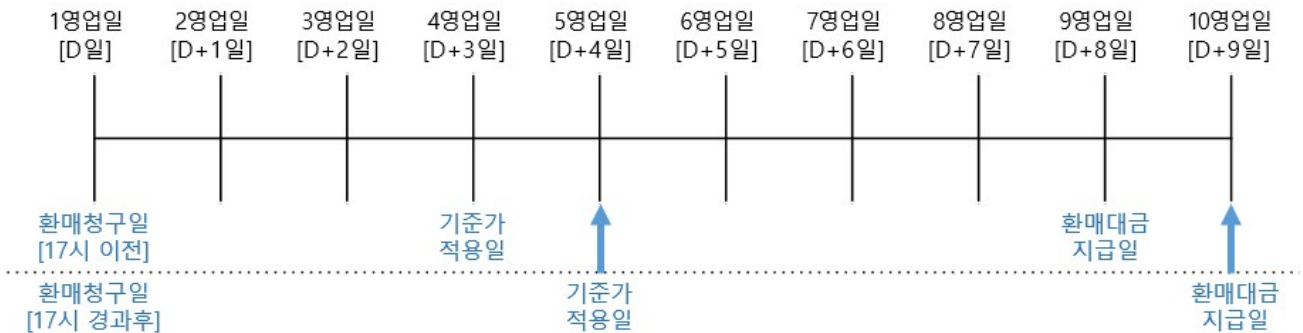 1영업일 2영업일 3영업일 4영업일 5영업일 6영업일 7영업일 8영업일 9영업일 10영업일
[D일] [D+1일] [D+2일] [D+3일] [D+4일] [D+5일] [D+6일] [D+7일] [D+8일] [D+9일]
환매청구일 기준가 환매대금
[17시 이전] 적용일 지급일
환매청구일 기준가 환매대금
[17시 경과후] 적용일 지급일